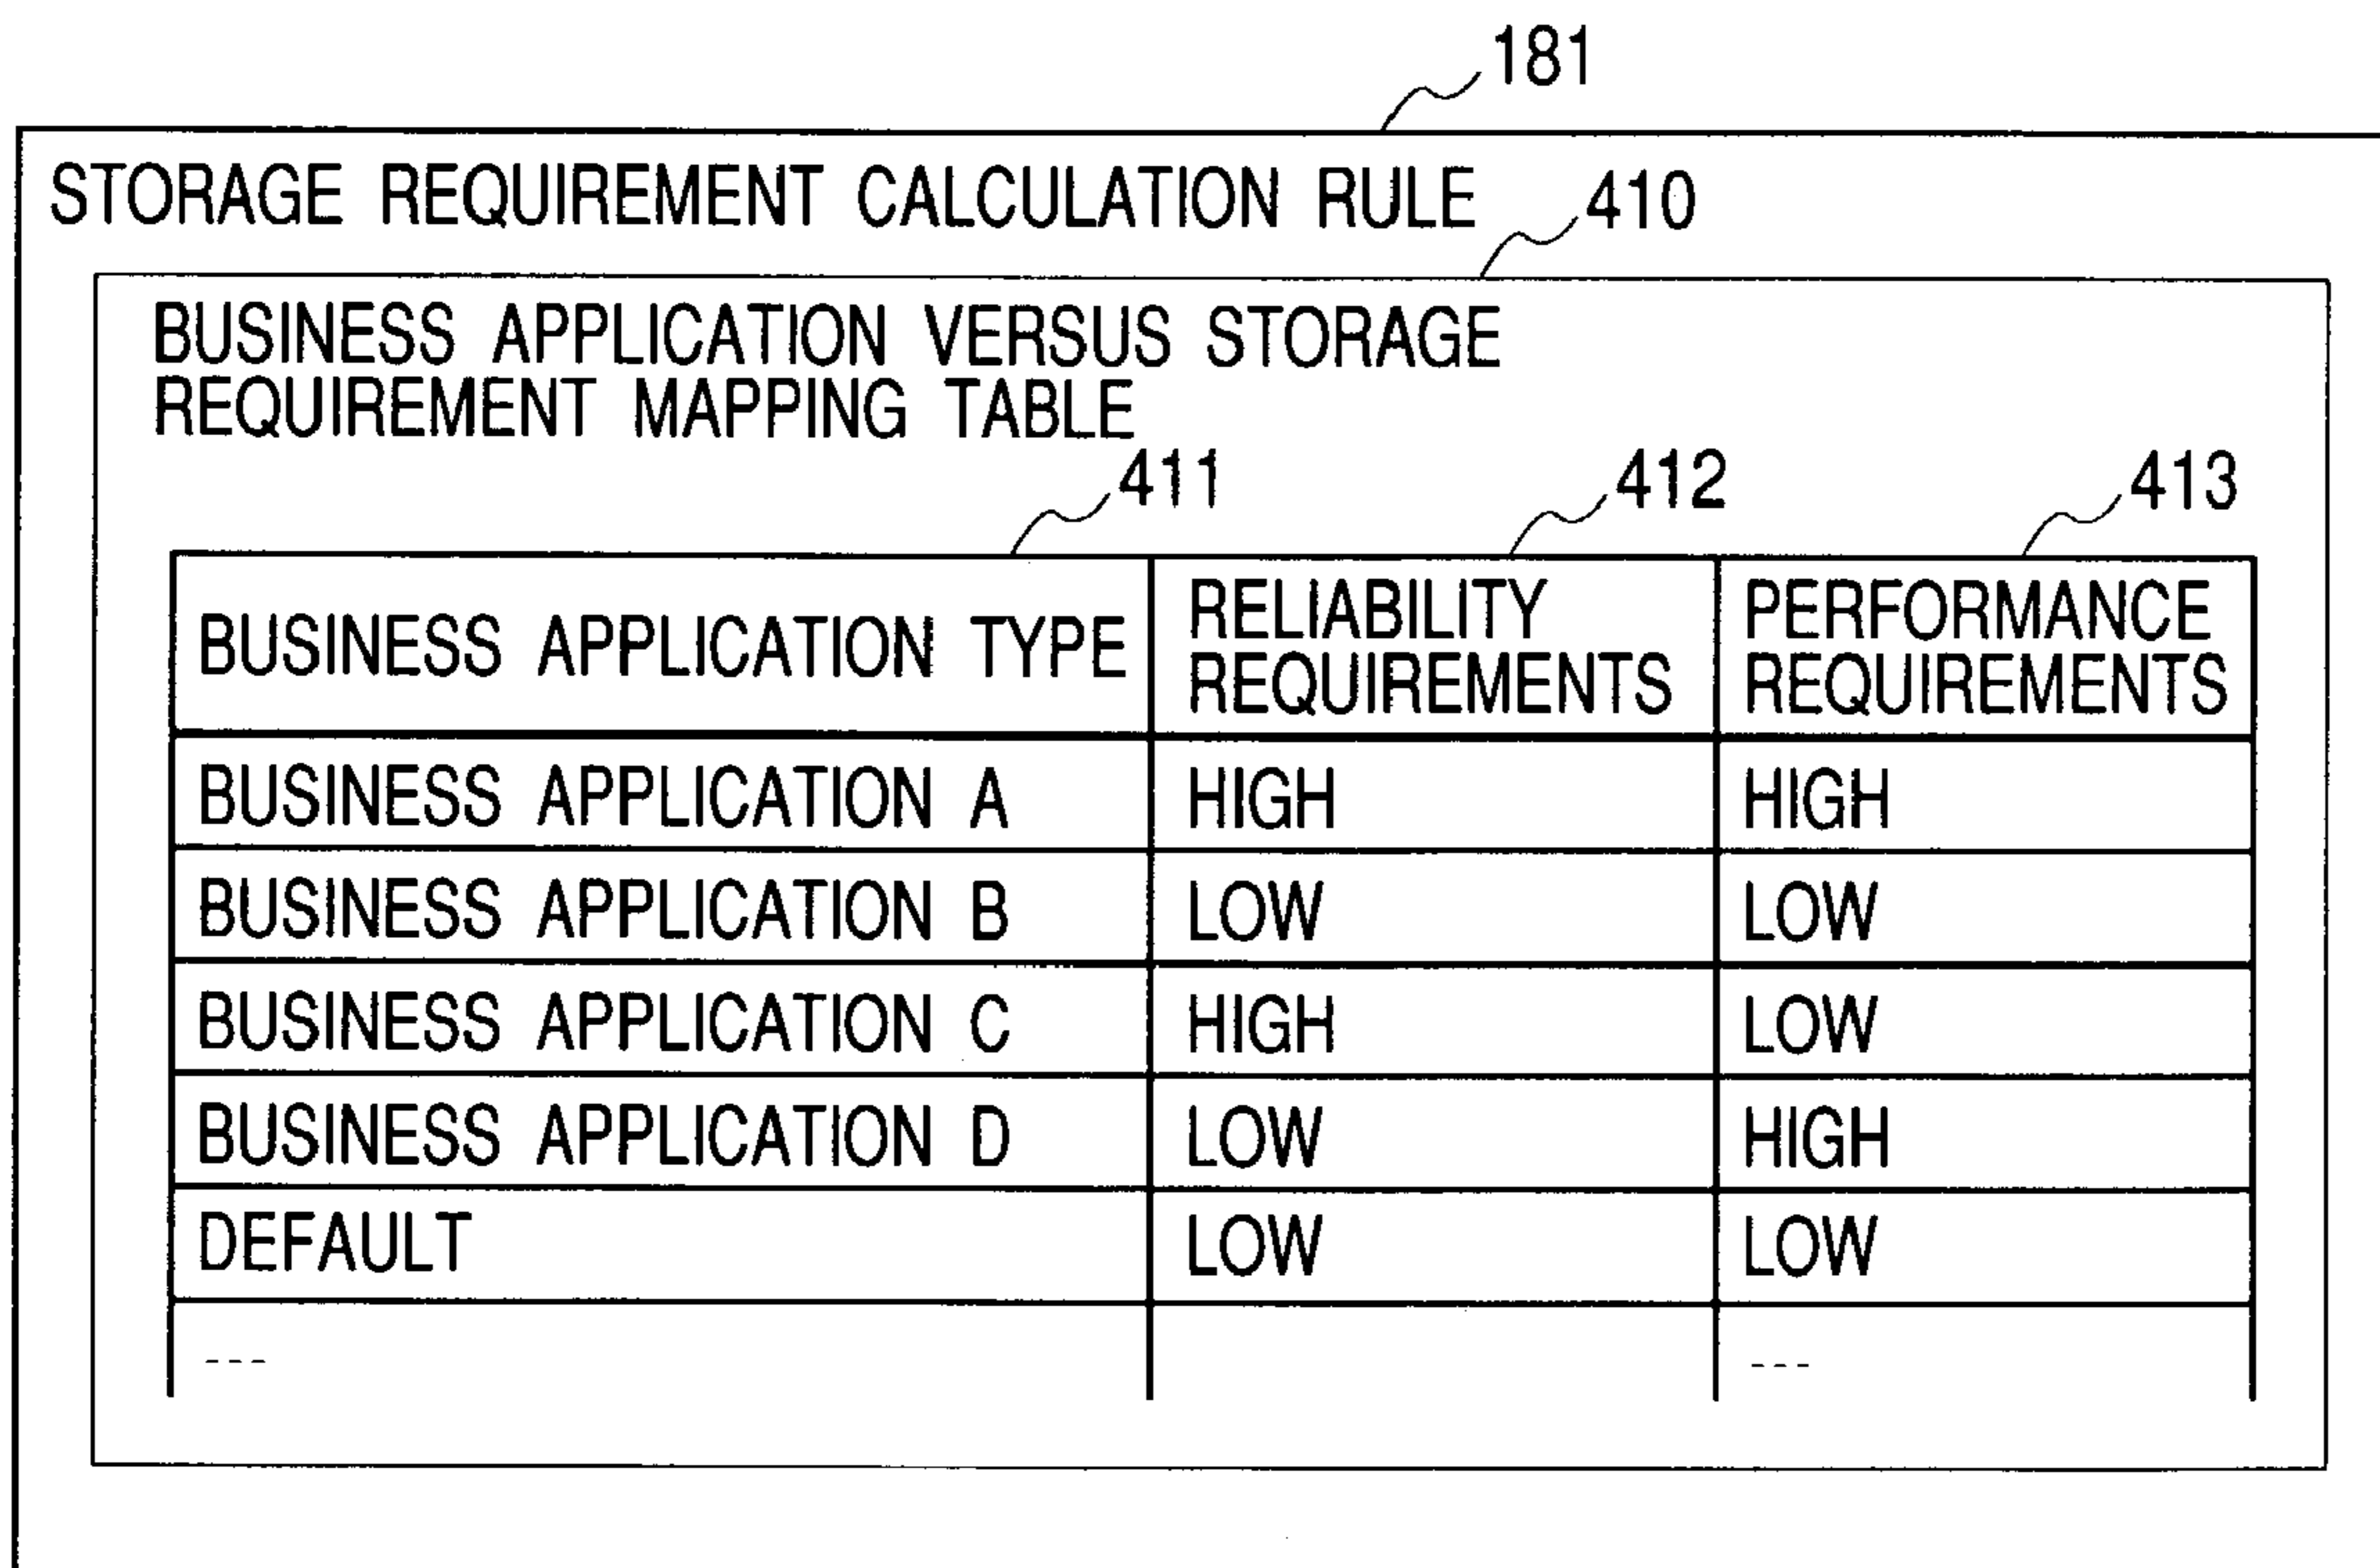 181
STORAGE REQUIREMENT CALCULATION RULE
410
BUSINESS APPLICATION VERSUS STORAGE
REQUIREMENT MAPPING TABLE
411 412 413
BUSINESS APPLICATION TYPE RELIABILITY REQUIREMENTS PERFORMANCE REQUIREMENTS
BUSINESS APPLICATION A HIGH HIGH
BUSINESS APPLICATION B LOW LOW
BUSINESS APPLICATION C HIGH LOW
BUSINESS APPLICATION D LOW HIGH
DEFAULT LOW LOW
--- ---